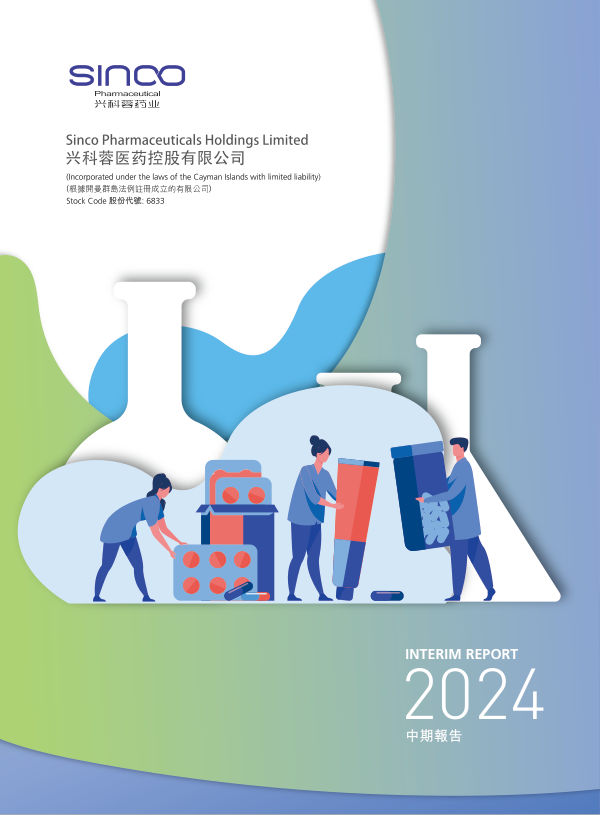 SINCO
Pharmaceutical
兴科蓉药业
Sinco Pharmaceuticals Holdings Limited
兴科蓉医药控股有限公司
(Incorporated under the laws of the Cayman Islands with limited liability)
(根據開曼群島法例註冊成立的有限公司)
Stock Code 股份代號: 6833
INTERIM REPORT
2024
中期報告